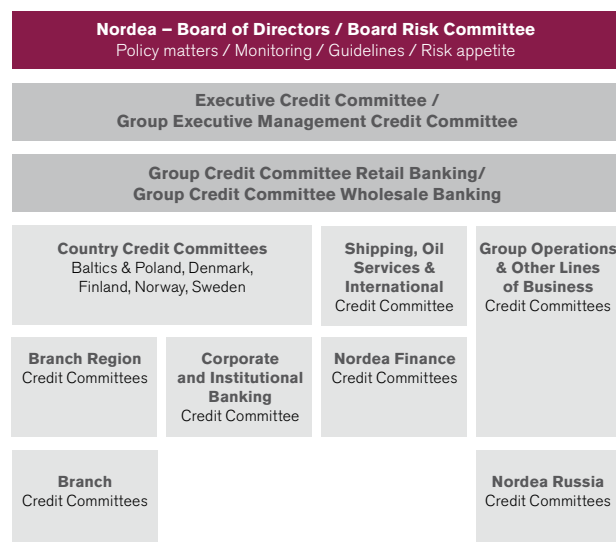 Nordea – Board of Directors / Board Risk Committee
Policy matters / Monitoring / Guidelines / Risk appetite
Executive Credit Committee /
Group Executive Management Credit Committee
Group Credit Committee Retail Banking/
Group Credit Committee Wholesale Banking
Country Credit Committees
Baltics & Poland, Denmark,
Finland, Norway, Sweden
Shipping, Oil
Services &
International
Credit Committee
Group Operations
& Other Lines
of Business
Credit Committees
Branch Region
Credit Committees
Corporate
and Institutional
Banking
Credit Committee
Nordea Finance
Credit Committees
Branch
Credit Committees
Nordea Russia
Credit Committees